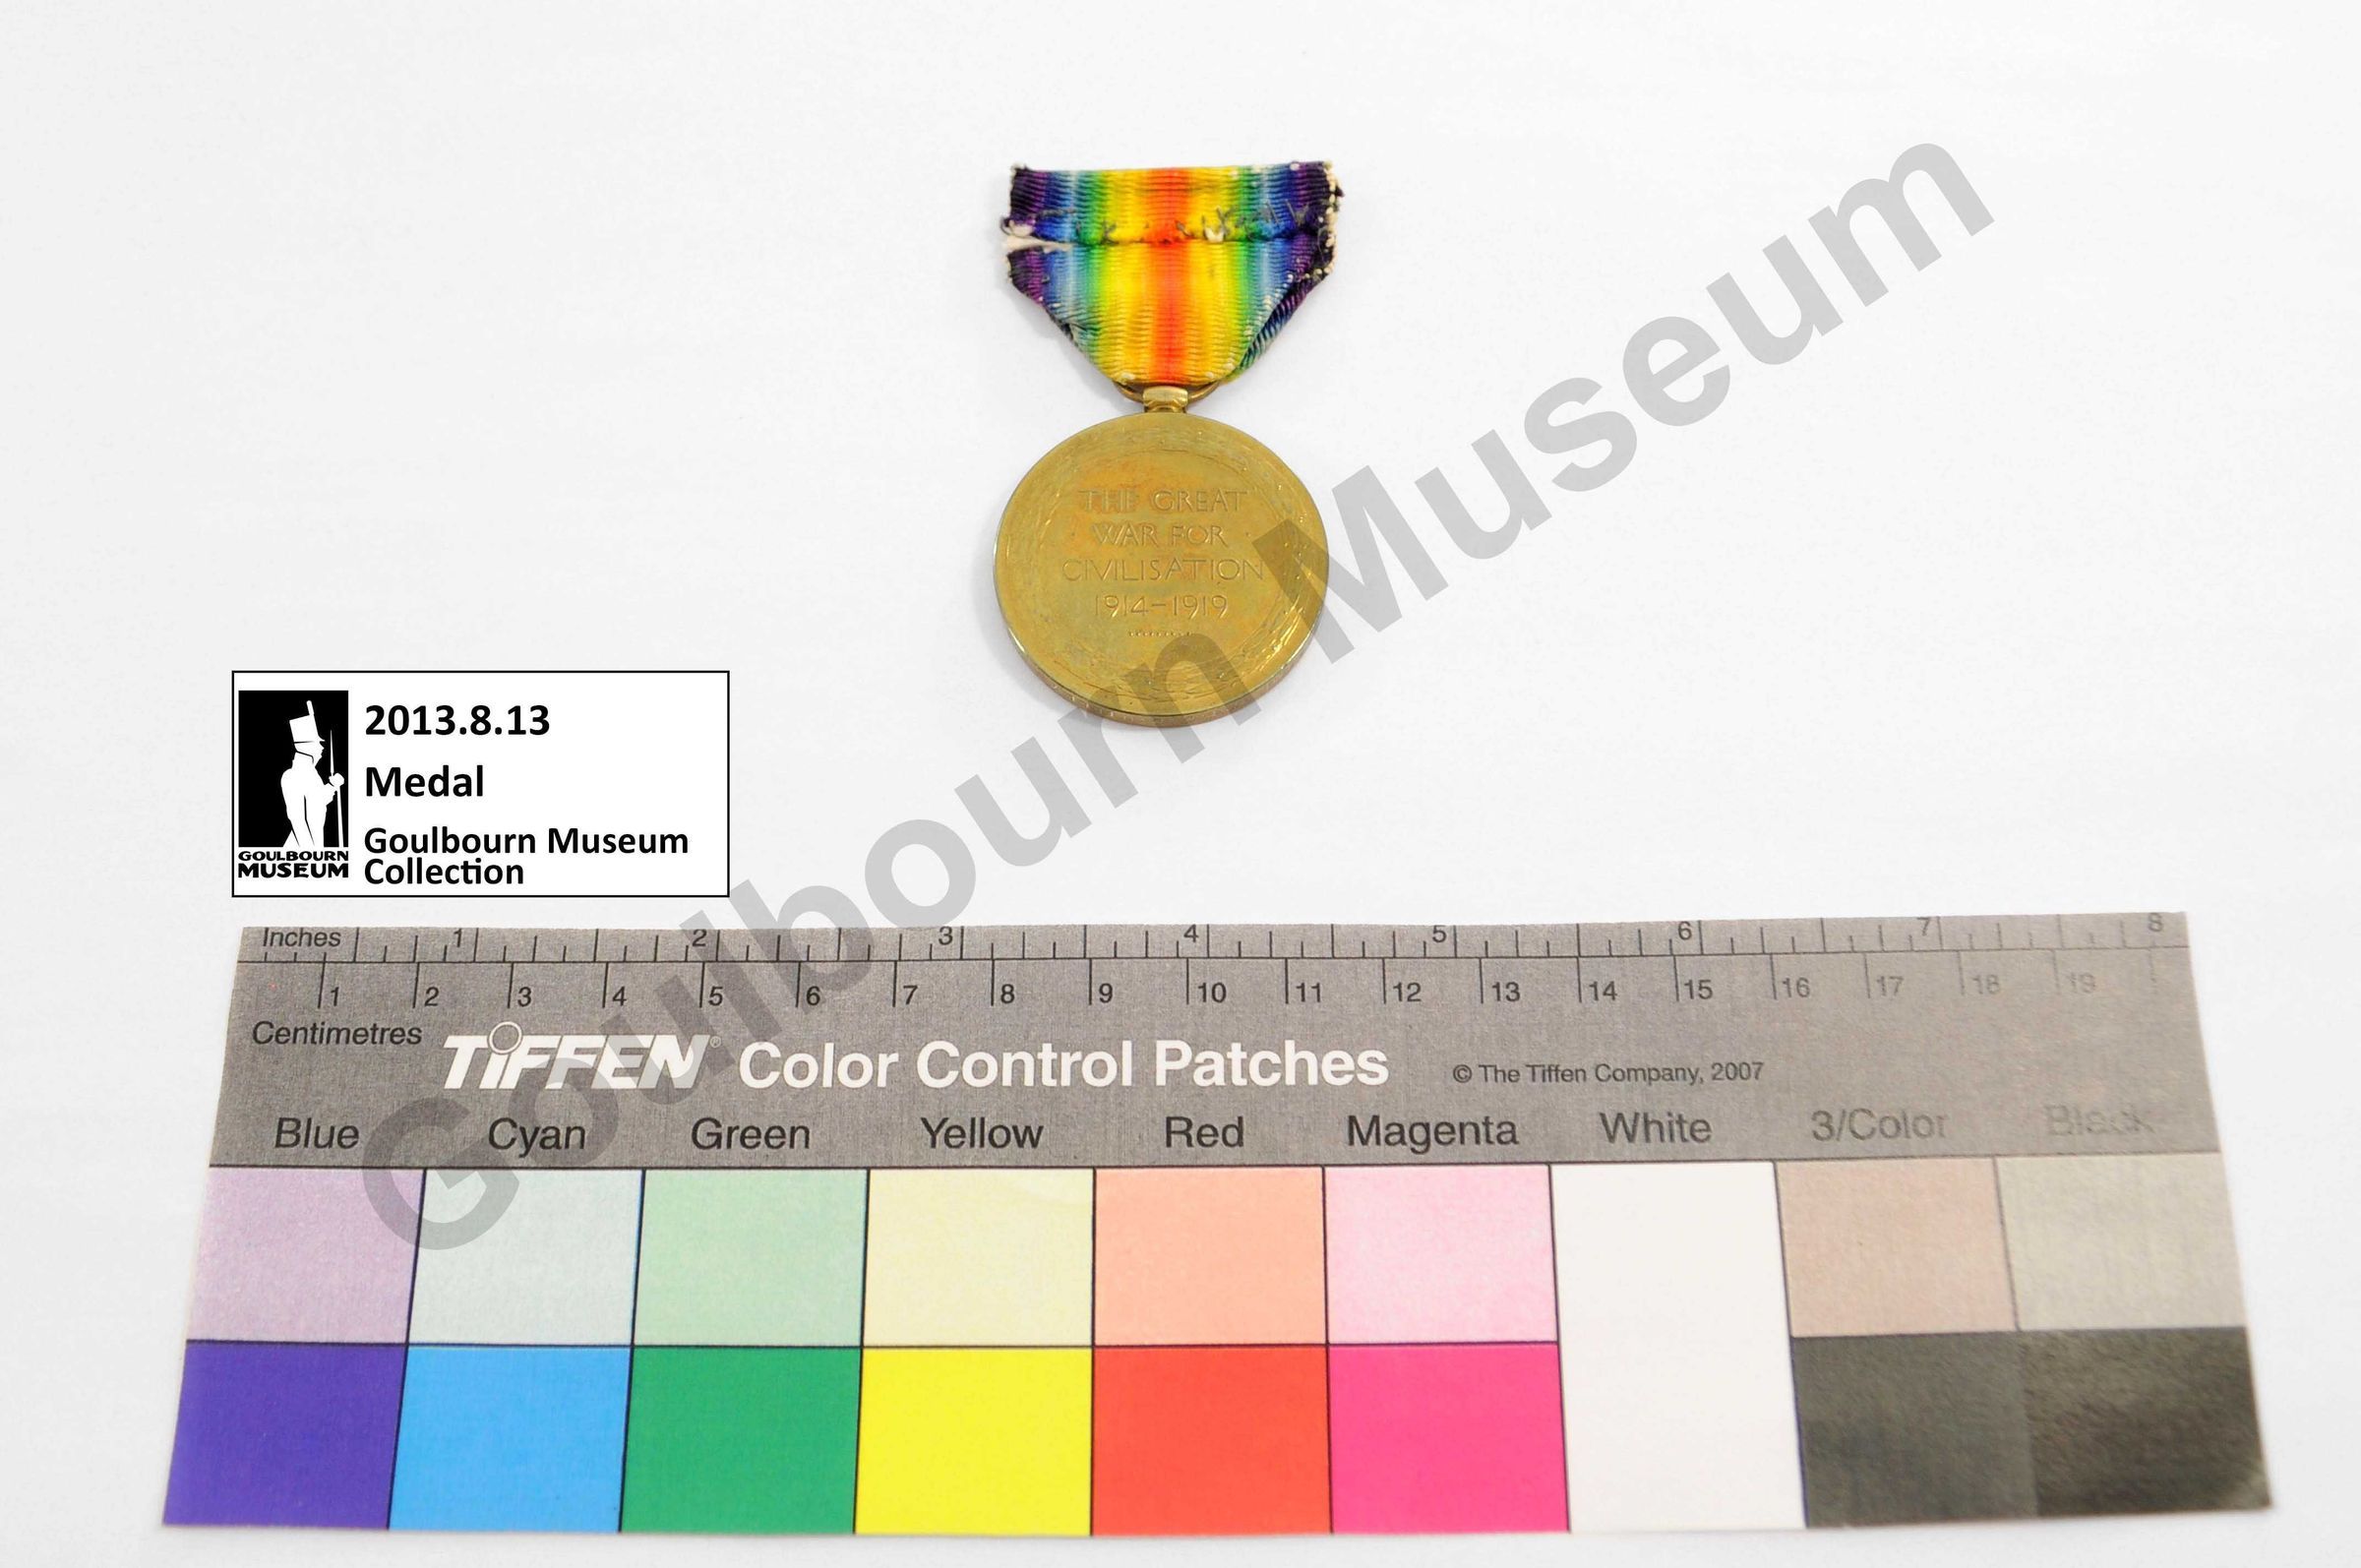 THE GREAT
WAR FOR
CIVILISATION
1914-1919
Goulbourn Museum
2013.8.13
Medal
Goulbourn Museum
Collection
GOULBOURN
MUSEUM
Inches 1 2 3 4 5 6 7 8
1 2 3 4 5 6 7 8 9 10 11 12 13 14 15 16 17 18 19
Centimetres
TIFFEN® Color Control Patches © The Tiffen Company, 2007
Blue Cyan Green Yellow Red Magenta White 3/Color Black